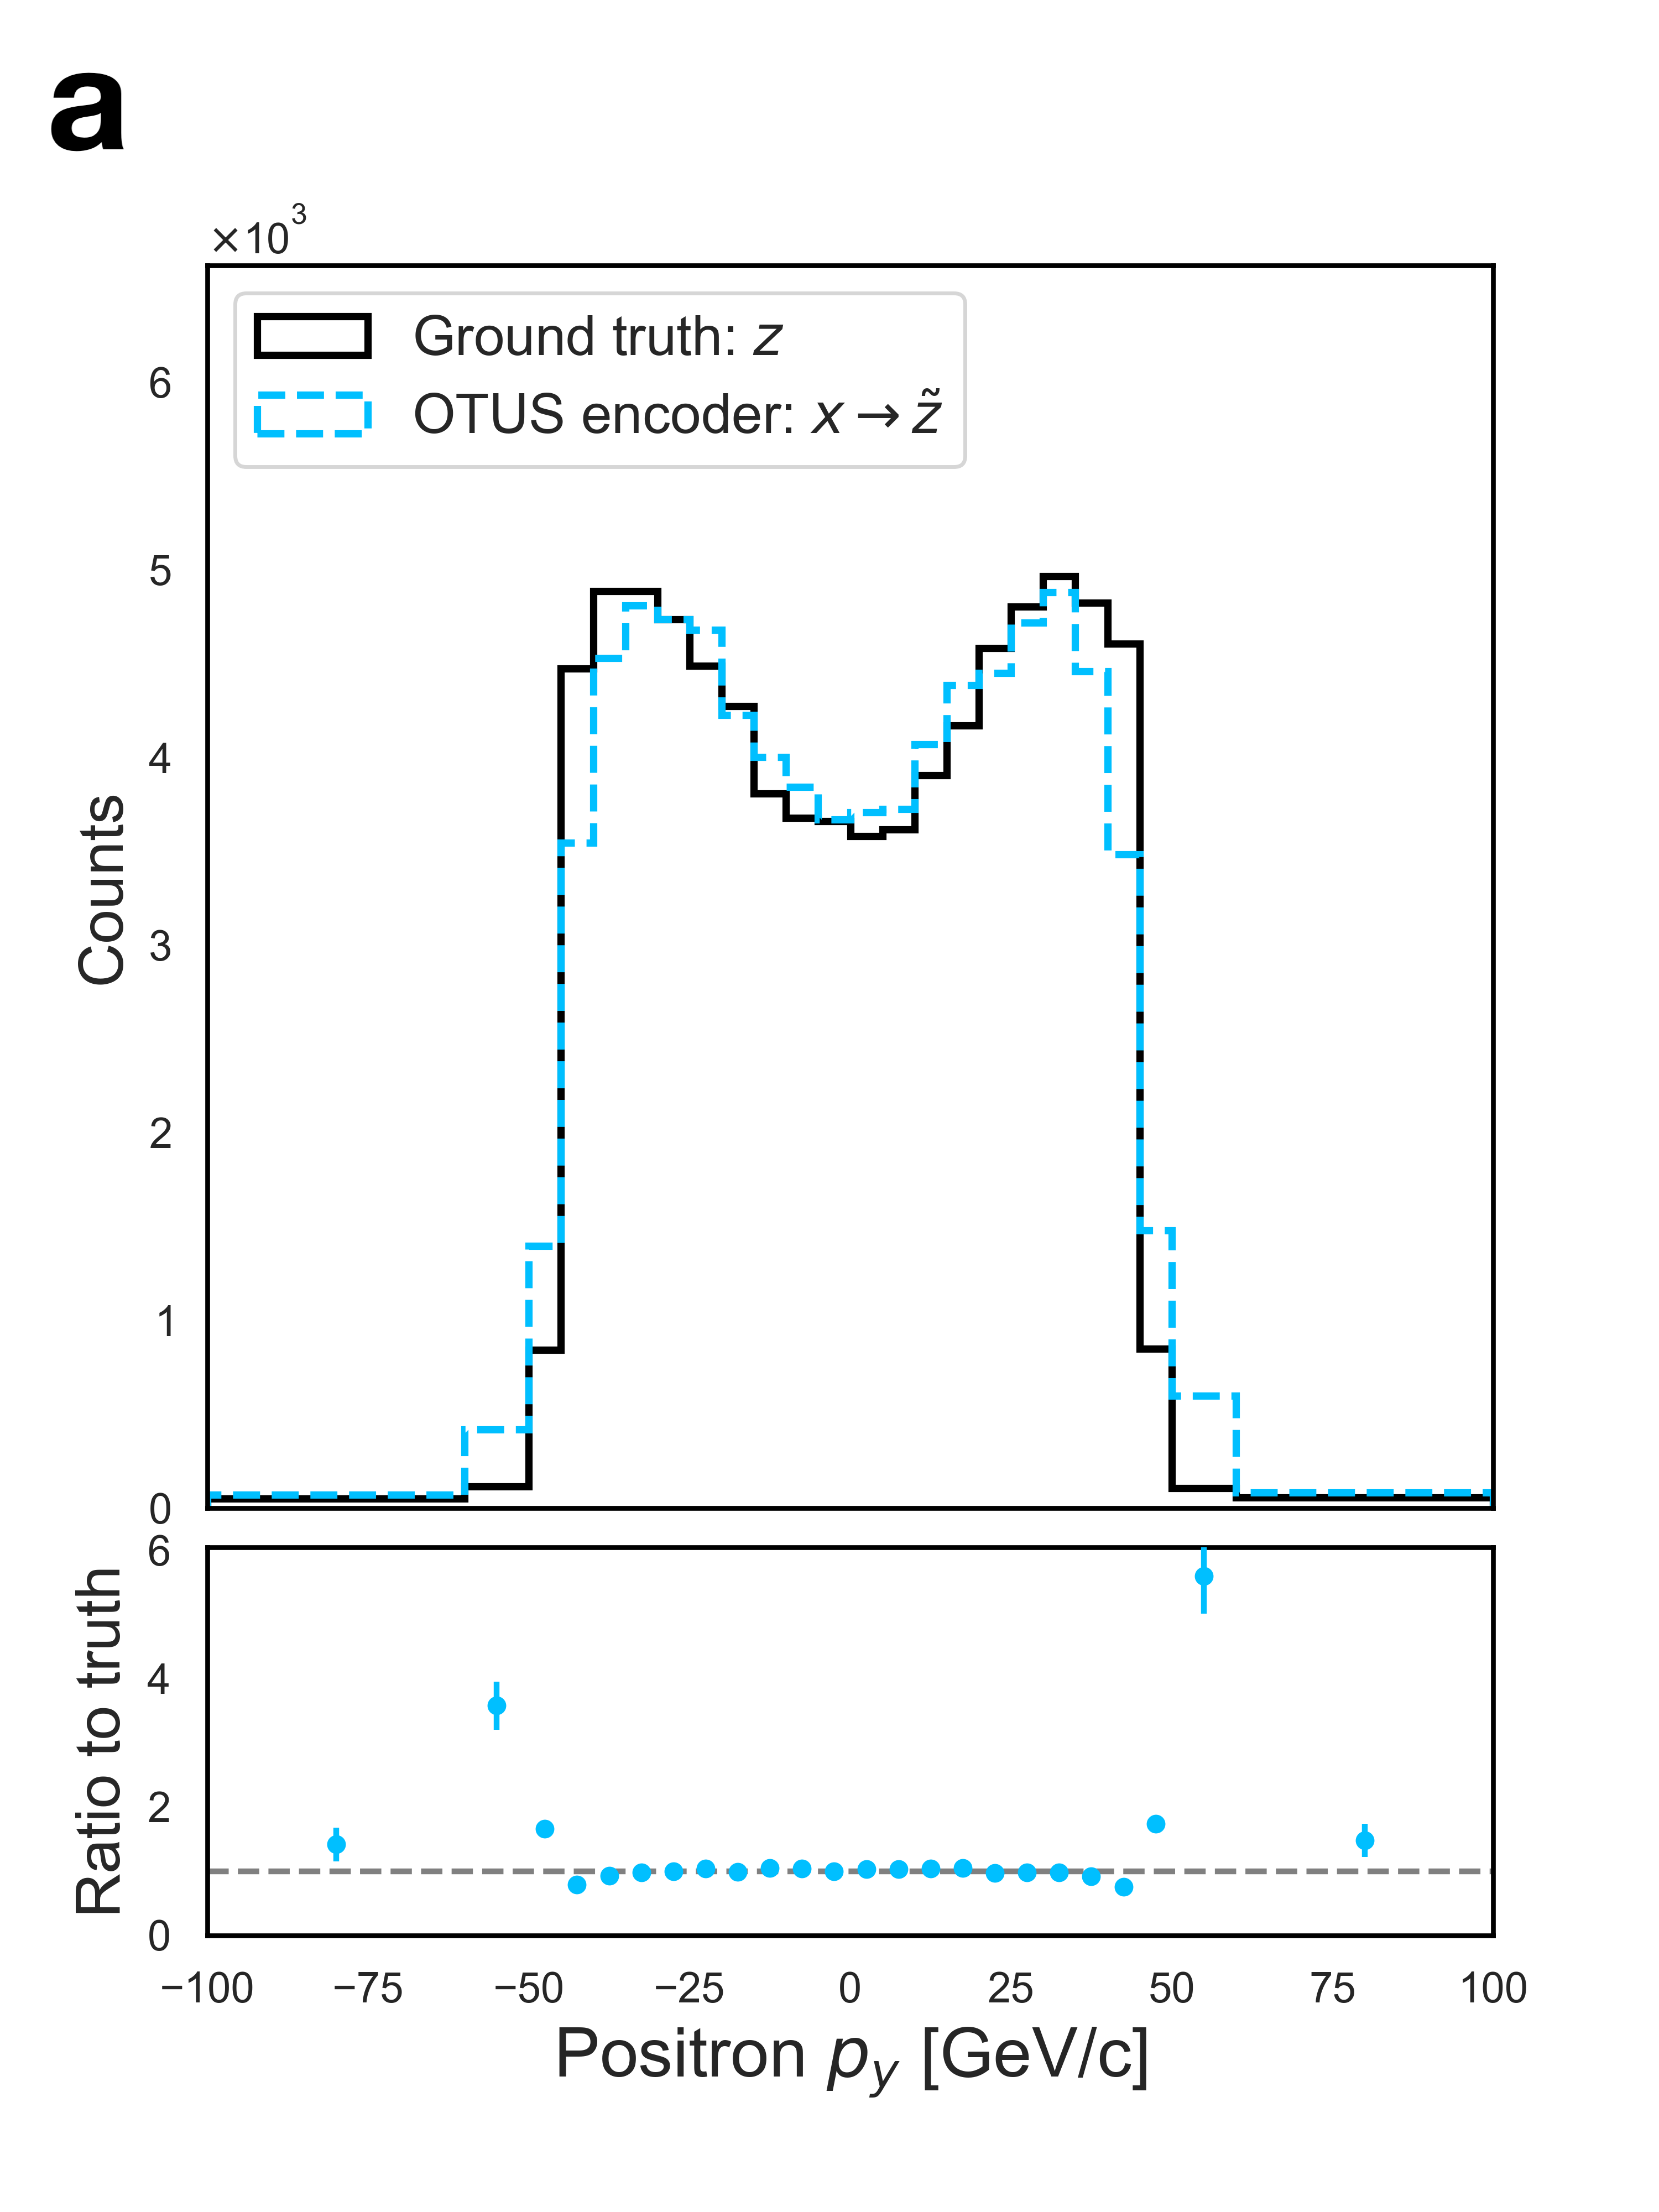 a
×10³
Ground truth: z
OTUS encoder: x → z̃
6
5
4
3
2
1
0
Counts
6
4
2
0
Ratio to truth
−100 −75 −50 −25 0 25 50 75 100
Positron p_y [GeV/c]